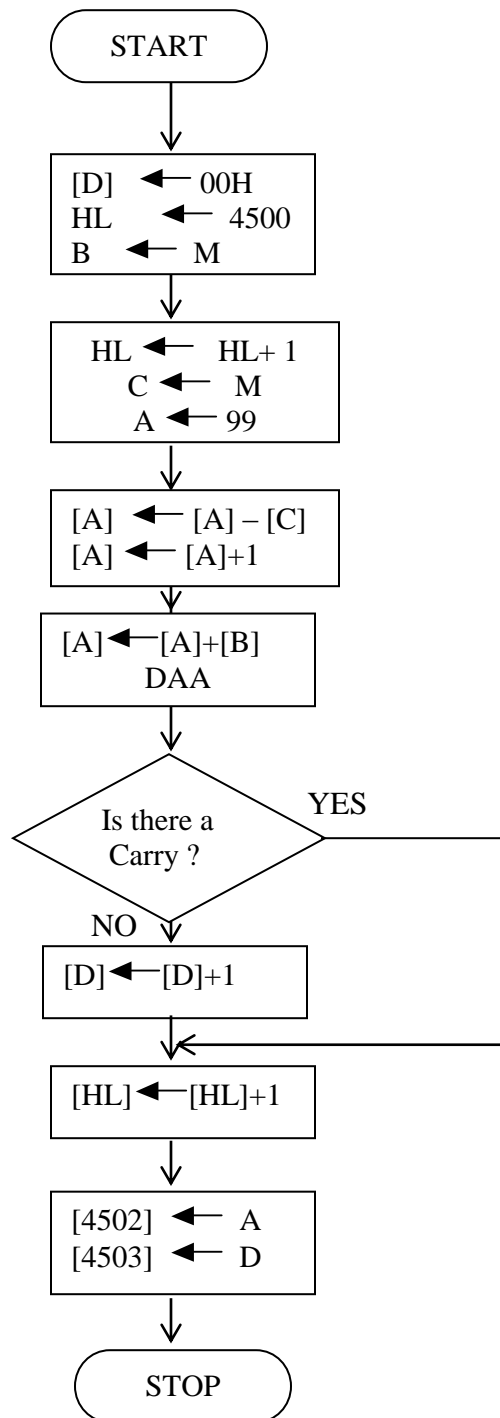 START
[D] ← 00H
HL ← 4500
B ← M
HL ← HL+ 1
C ← M
A ← 99
[A] ← [A] – [C]
[A] ← [A]+1
[A]←[A]+[B]
DAA
Is there a
Carry ?
YES
NO
[D]←[D]+1
[HL]←[HL]+1
[4502] ← A
[4503] ← D
STOP